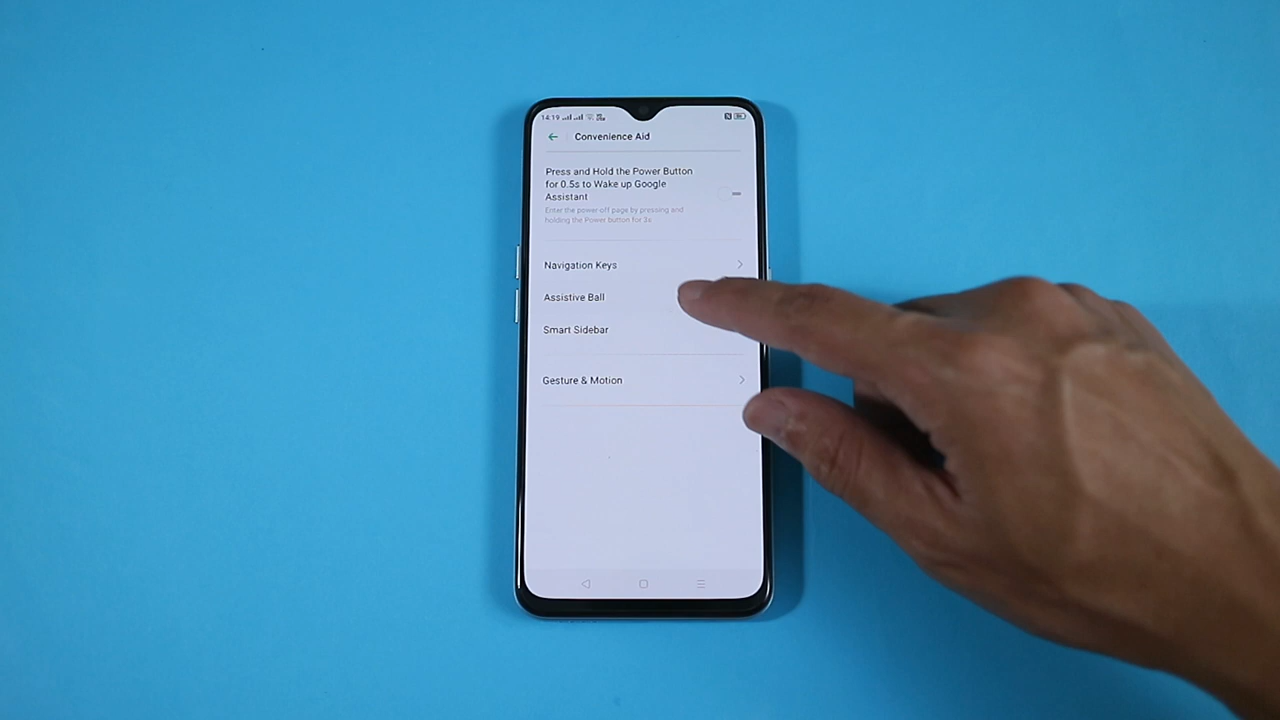 14:19
Convenience Aid
Press and Hold the Power Button
for 0.5s to Wake up Google
Assistant
Enter the power off page by pressing and
holding the Power button for 3s
Navigation Keys
Assistive Ball
Smart Sidebar
Gesture & Motion